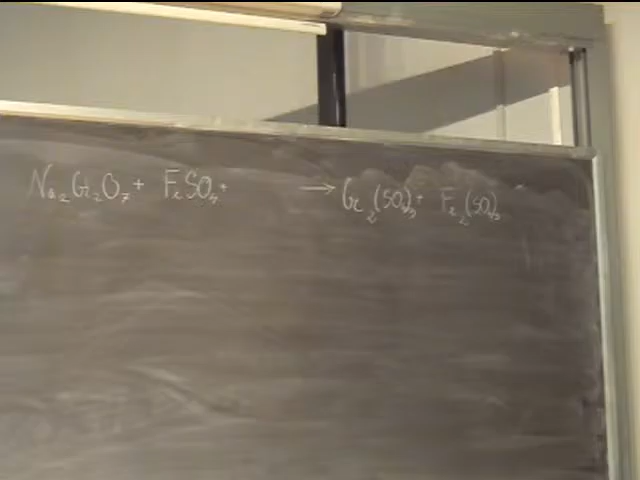 Na₂Cr₂O₇ + FeSO₄ + → Cr₂(SO₄)₃ + Fe₂(SO₄)₃